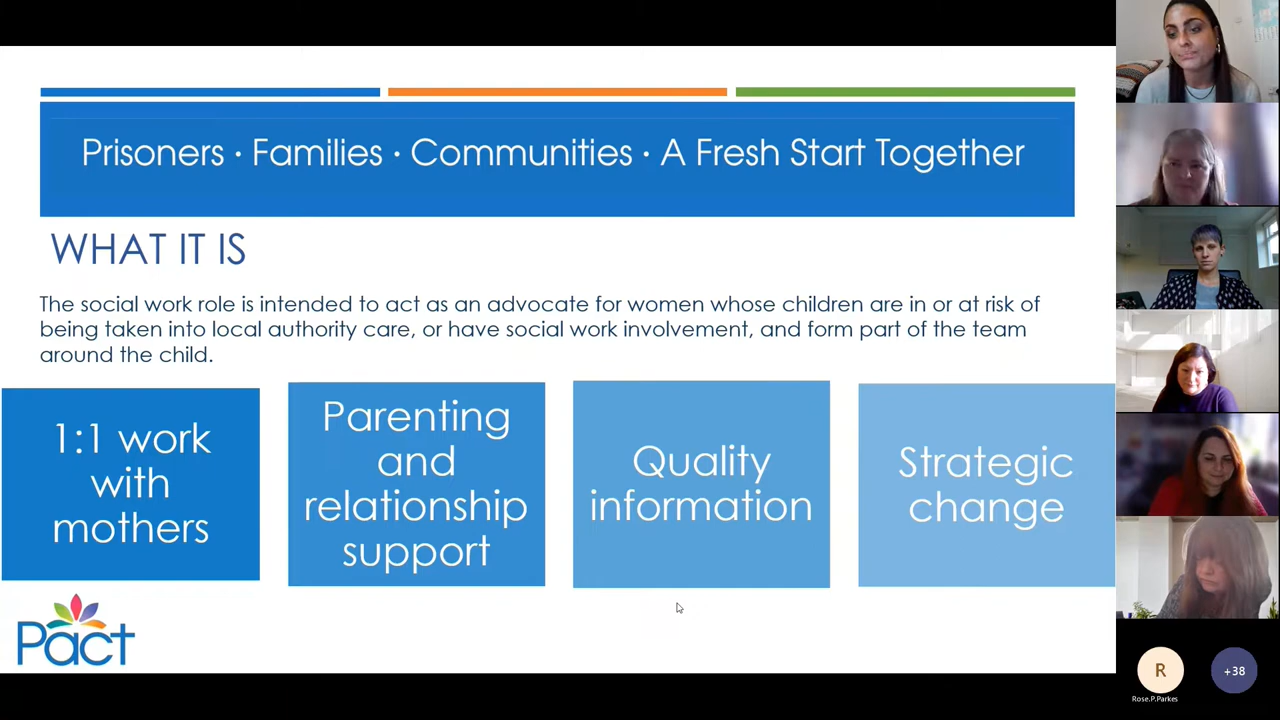 Prisoners · Families · Communities · A Fresh Start Together
WHAT IT IS
The social work role is intended to act as an advocate for women whose children are in or at risk of
being taken into local authority care, or have social work involvement, and form part of the team
around the child.
1:1 work
with
mothers
Parenting
and
relationship
support
Quality
information
Strategic
change
Pact
R
Rose.P.Parkes
+38